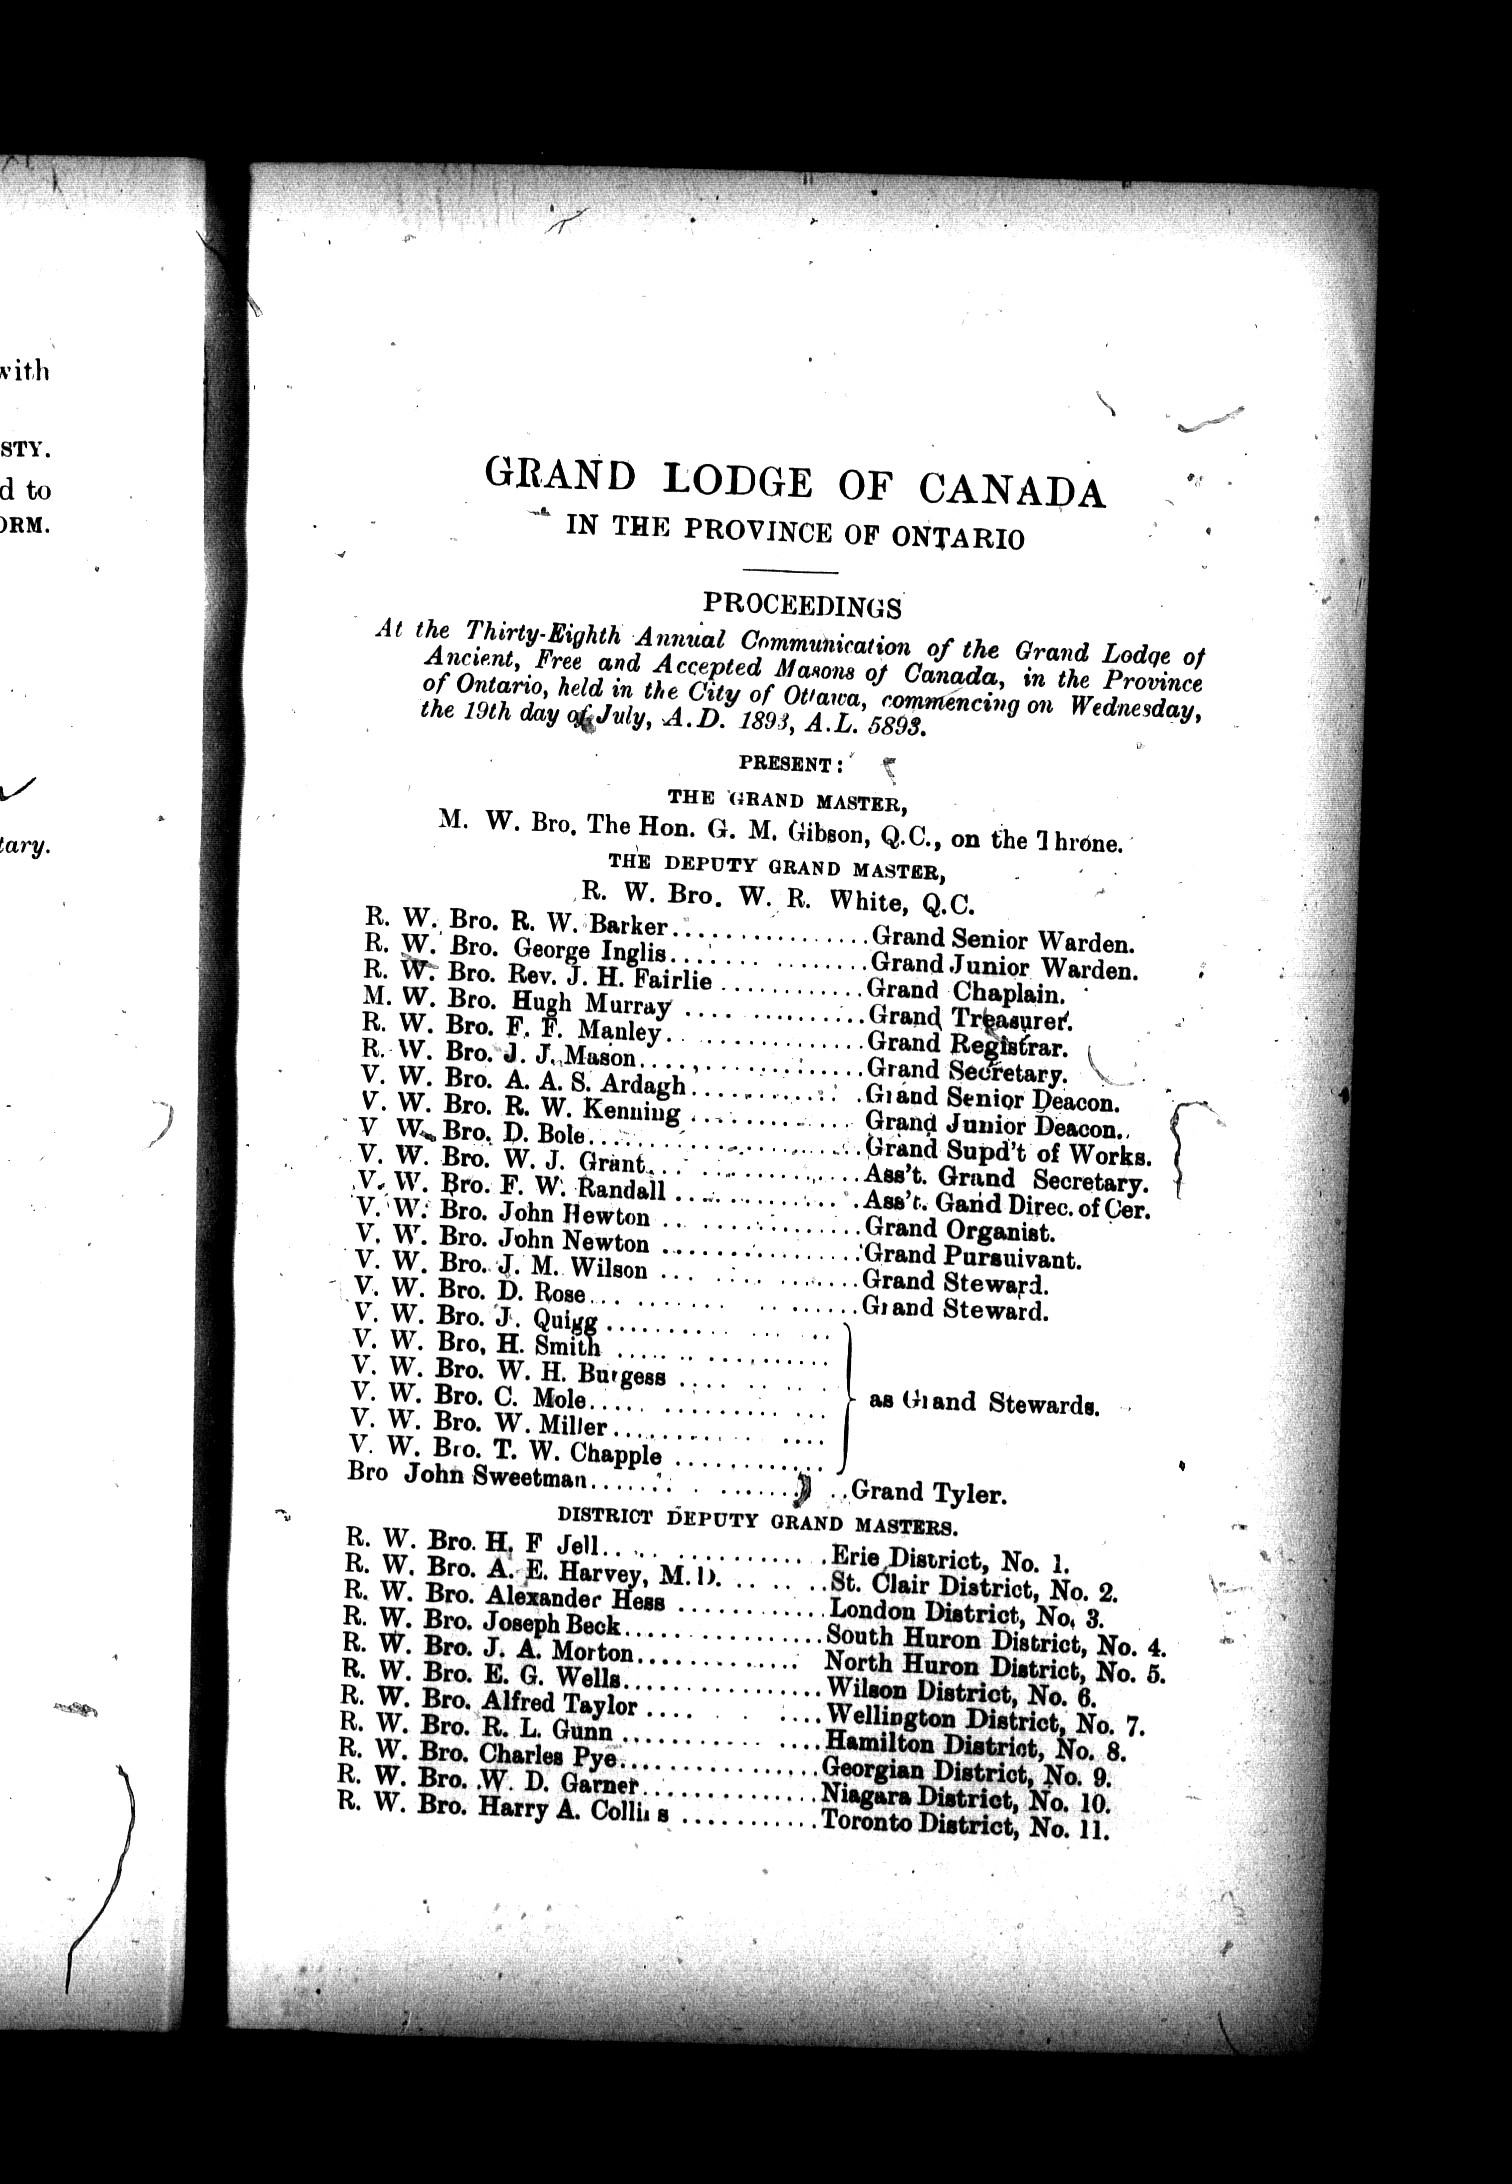 with
STY.
d to
ORM.
tary.
GRAND LODGE OF CANADA
IN THE PROVINCE OF ONTARIO
PROCEEDINGS
At the Thirty-Eighth Annual Communication of the Grand Lodge of
Ancient, Free and Accepted Masons of Canada, in the Province
of Ontario, held in the City of Ottawa, commencing on Wednesday,
the 19th day of July, A.D. 1893, A.L. 5893.
PRESENT:
THE GRAND MASTER,
M. W. Bro. The Hon. G. M. Gibson, Q.C., on the Throne.
THE DEPUTY GRAND MASTER,
R. W. Bro. W. R. White, Q.C.
R. W. Bro. R. W. Barker................Grand Senior Warden.
R. W. Bro. George Inglis................Grand Junior Warden.
R. W. Bro. Rev. J. H. Fairlie............Grand Chaplain.
M. W. Bro. Hugh Murray...............Grand Treasurer.
R. W. Bro. F. F. Manley................Grand Registrar.
R. W. Bro. J. J. Mason..................Grand Secretary.
V. W. Bro. A. A. S. Ardagh..............Grand Senior Deacon.
V. W. Bro. R. W. Kenning..............Grand Junior Deacon.
V W. Bro. D. Bole......................Grand Supd't of Works.
V. W. Bro. W. J. Grant.................Ass't. Grand Secretary.
V. W. Bro. F. W. Randall...............Ass't. Gand Direc. of Cer.
V. W. Bro. John Hewton................Grand Organist.
V. W. Bro. John Newton................Grand Pursuivant.
V. W. Bro. J. M. Wilson................Grand Steward.
V. W. Bro. D. Rose.....................Grand Steward.
V. W. Bro. J. Quigg..................
V. W. Bro. H. Smith..................
V. W. Bro. W. H. Burgess............
V. W. Bro. C. Mole................... as Grand Stewards.
V. W. Bro. W. Miller.................
V. W. Bro. T. W. Chapple............
Bro John Sweetman....................Grand Tyler.
DISTRICT DEPUTY GRAND MASTERS.
R. W. Bro. H. F Jell...................Erie District, No. 1.
R. W. Bro. A. E. Harvey, M.D..........St. Clair District, No. 2.
R. W. Bro. Alexander Hess.............London District, No. 3.
R. W. Bro. Joseph Beck................South Huron District, No. 4.
R. W. Bro. J. A. Morton............. North Huron District, No. 5.
R. W. Bro. E. G. Wells................Wilson District, No. 6.
R. W. Bro. Alfred Taylor..............Wellington District, No. 7.
R. W. Bro. R. L. Gunn................Hamilton District, No. 8.
R. W. Bro. Charles Pye................Georgian District, No. 9.
R. W. Bro. W. D. Garner..............Niagara District, No. 10.
R. W. Bro. Harry A. Collins...........Toronto District, No. 11.